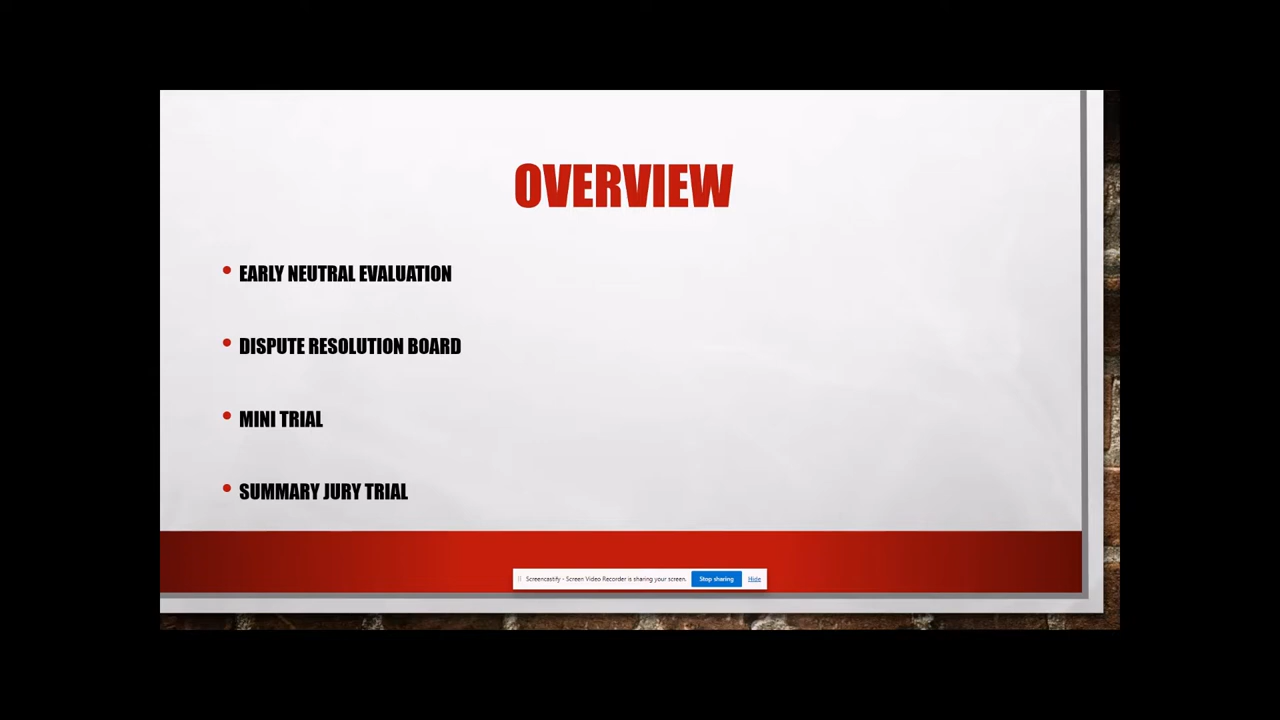 OVERVIEW
• EARLY NEUTRAL EVALUATION
• DISPUTE RESOLUTION BOARD
• MINI TRIAL
• SUMMARY JURY TRIAL
Screencastify - Screen Video Recorder is sharing your screen. Stop sharing Hide